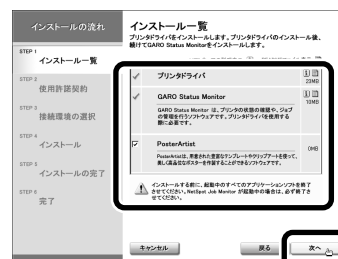 インストールの流れ
STEP 1
インストール一覧
STEP 2
使用許諾契約
STEP 3
接続環境の選択
STEP 4
インストール
STEP 5
インストールの完了
STEP 6
完了
インストール一覧
プリンタドライバをインストールします。プリンタドライバのインストール後、
続けてGARO Status Monitorをインストールします。
プリンタドライバ
23MB
GARO Status Monitor
10MB
GARO Status Monitor は、プリンタの状態の確認や、ジョブ
の管理を行うソフトウェアです。プリンタドライバを使用する
際に必要です。
PosterArtist
0MB
PosterArtistは、用意された豊富なテンプレートやクリップアートを使って、
美しく高品位なポスターを作製することができるソフトウェアです。
インストールする前に、起動中のすべてのアプリケーションソフトを終了
させてください。NetSpot Job Monitor が起動中の場合は、必ず終了さ
せてください。
キャンセル
戻る
次へ